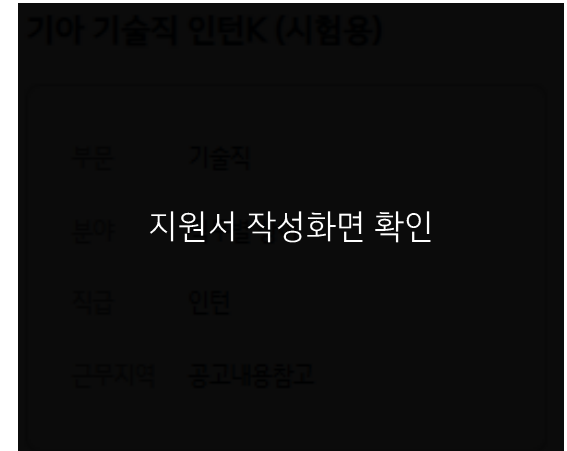 기아 기술직 인턴K (시험용)
부문 기술직
분야
지원서 작성화면 확인
직급 인턴
근무지역 공고내용참고